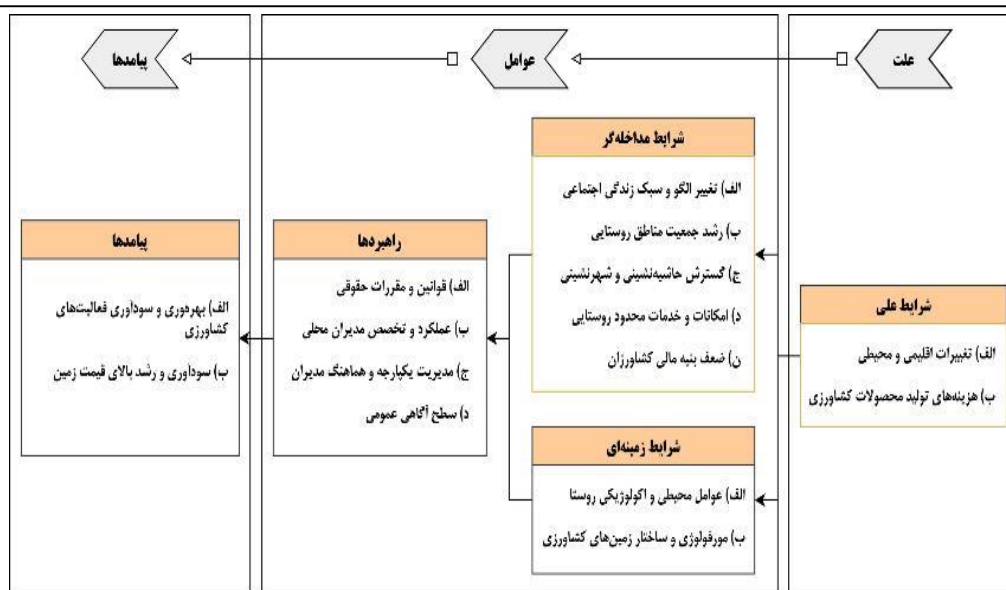 علت
عوامل
پیامدها
شرایط علی
الف) تغییرات اقلیمی و محیطی
ب) هزینه‌های تولید محصولات کشاورزی
شرایط مداخله‌گر
الف) تغییر الگو و سبک زندگی اجتماعی
ب) رشد جمعیت مناطق روستایی
ج) گسترش حاشیه‌نشینی و شهرنشینی
د) امکانات و خدمات محدود روستایی
ن) ضعف بنیه مالی کشاورزان
شرایط زمینه‌ای
الف) عوامل محیطی و اکولوژیکی روستا
ب) مورفولوژی و ساختار زمین‌های کشاورزی
راهبردها
الف) قوانین و مقررات حقوقی
ب) عملکرد و تخصص مدیران محلی
ج) مدیریت یکپارچه و هماهنگ مدیران
د) سطح آگاهی عمومی
پیامدها
الف) بهره‌وری و سودآوری فعالیت‌های
کشاورزی
ب) سودآوری و رشد بالای قیمت زمین